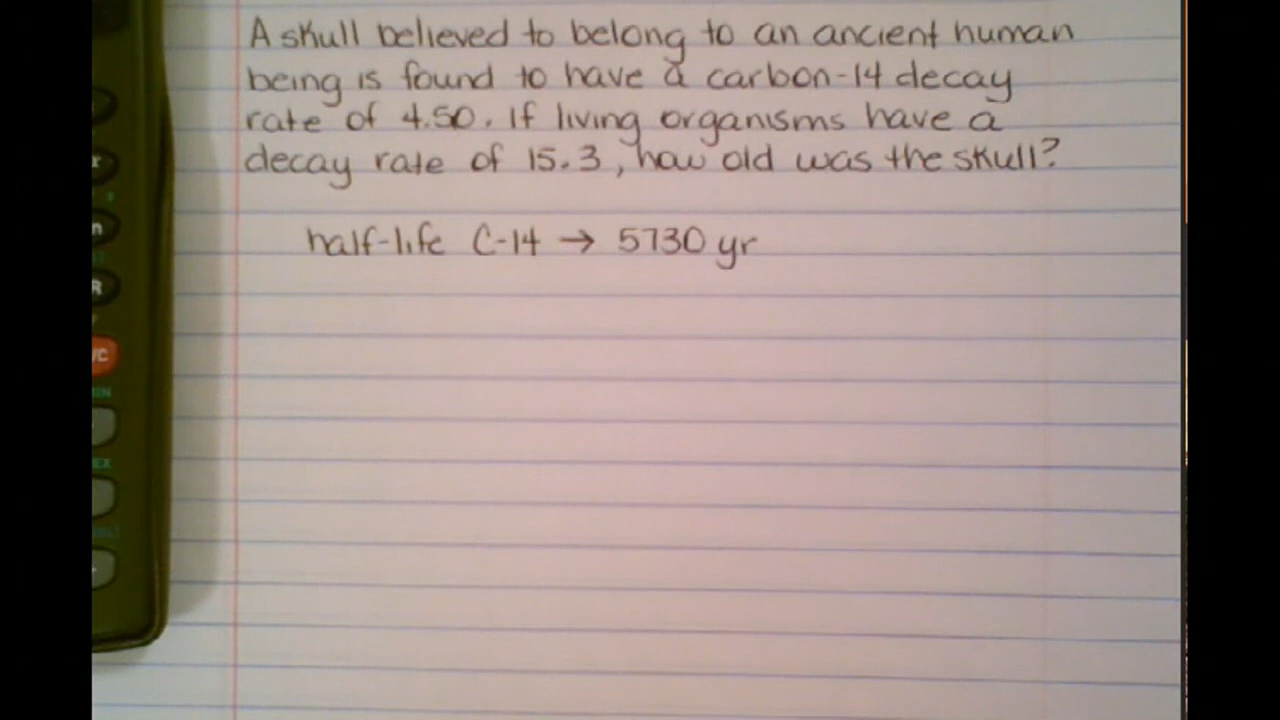 A skull believed to belong to an ancient human
being is found to have a carbon-14 decay
rate of 4.50. If living organisms have a
decay rate of 15.3, how old was the skull?
half-life C-14 → 5730 yr